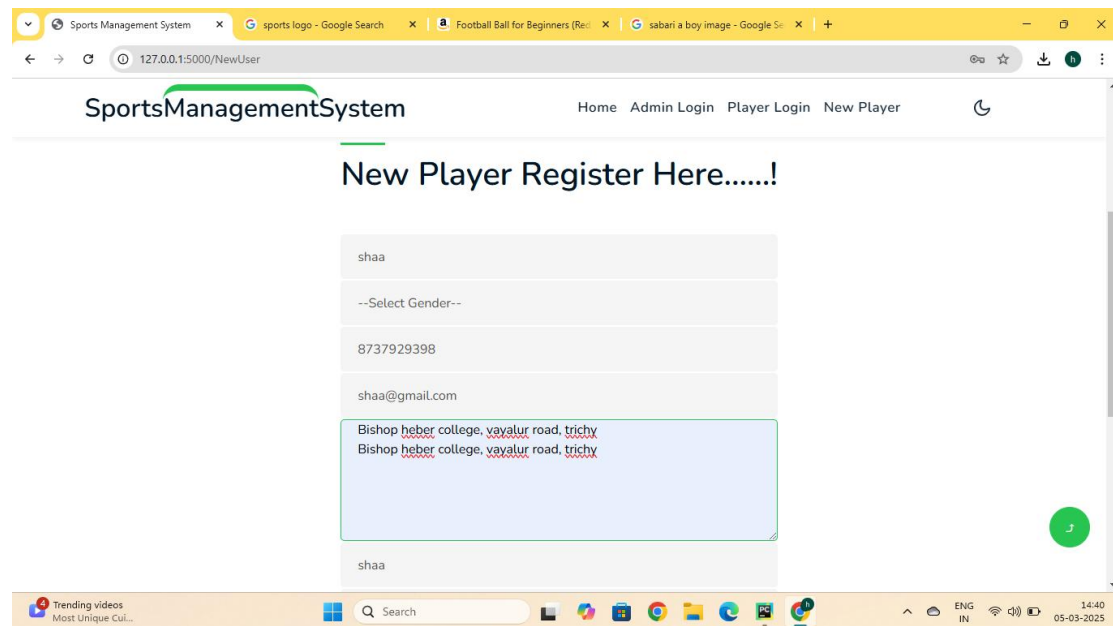 Sports Management System
sports logo - Google Search
Football Ball for Beginners (Red
sabari a boy image - Google Se
127.0.0.1:5000/NewUser
h
SportsManagementSystem
Home Admin Login Player Login New Player
New Player Register Here......!
shaa
--Select Gender--
8737929398
shaa@gmail.com
Bishop heber college, vayalur road, trichy
Bishop heber college, vayalur road, trichy
shaa
4
Trending videos
Most Unique Cui...
Search
ENG
IN
14:40
05-03-2025